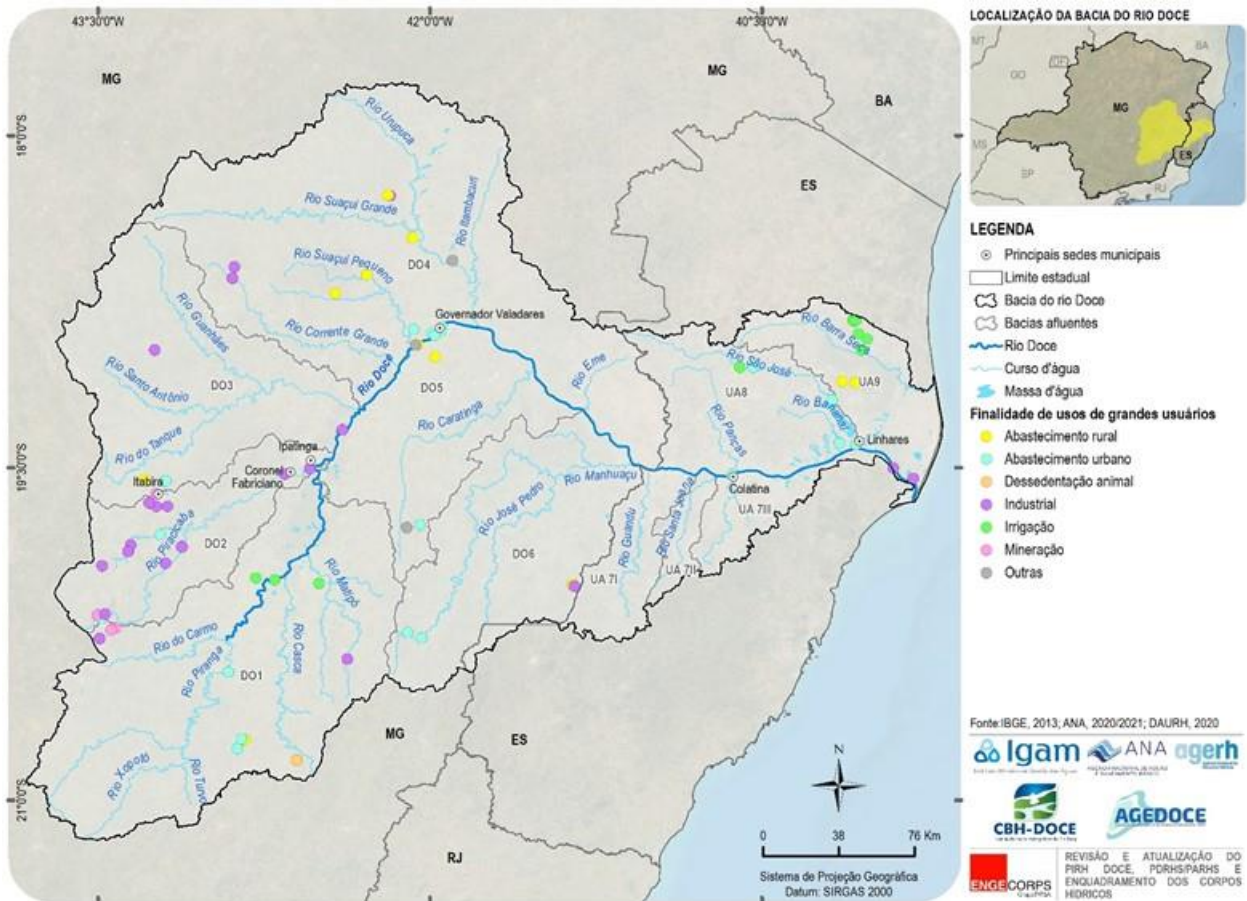 43°30'0"W
42°0'0"W
40°30'0"W
18°0'0"S
19°30'0"S
21°0'0"S
MG
MG
BA
ES
Rio Urupuca
Rio Suaçuí Grande
Rio Itambacuri
Rio Suaçuí Pequeno
DO4
Governador Valadares
Rio Corrente Grande
Rio Guanhães
Rio Santo Antônio
DO3
Rio Doce
DO5
Rio Eme
Rio Barra Seca
Rio São José
UA8
UA9
Rio Bananal
Rio Pancas
Linhares
Rio do Tanque
Rio Caratinga
Ipatinga
Coronel
Fabriciano
Itabira
Rio Manhuaçu
Colatina
Rio Piracicaba
DO2
Rio José Pedro
DO6
Rio Guandu
Rio Santa Joana
UA 7III
UA 7I
UA 7II
Rio Matipó
Rio do Carmo
Rio Casca
Rio Piranga
DO1
Rio Xopotó
Rio Turvo
MG
ES
RJ
N
0 38 76 Km
Sistema de Projeção Geográfica
Datum: SIRGAS 2000
LOCALIZAÇÃO DA BACIA DO RIO DOCE
MT
GO
DF
BA
MG
MS
SP
ES
RJ
LEGENDA
Principais sedes municipais
Limite estadual
Bacia do rio Doce
Bacias afluentes
Rio Doce
Curso d'água
Massa d'água
Finalidade de usos de grandes usuários
Abastecimento rural
Abastecimento urbano
Dessedentação animal
Industrial
Irrigação
Mineração
Outras
Fonte:IBGE, 2013; ANA, 2020/2021; DAURH, 2020
Igam
ANA
agerh
CBH-DOCE
AGEDOCE
ENGECORPS
REVISÃO E ATUALIZAÇÃO DO
PIRH DOCE, PDRHS/PARHS E
ENQUADRAMENTO DOS CORPOS
HÍDRICOS